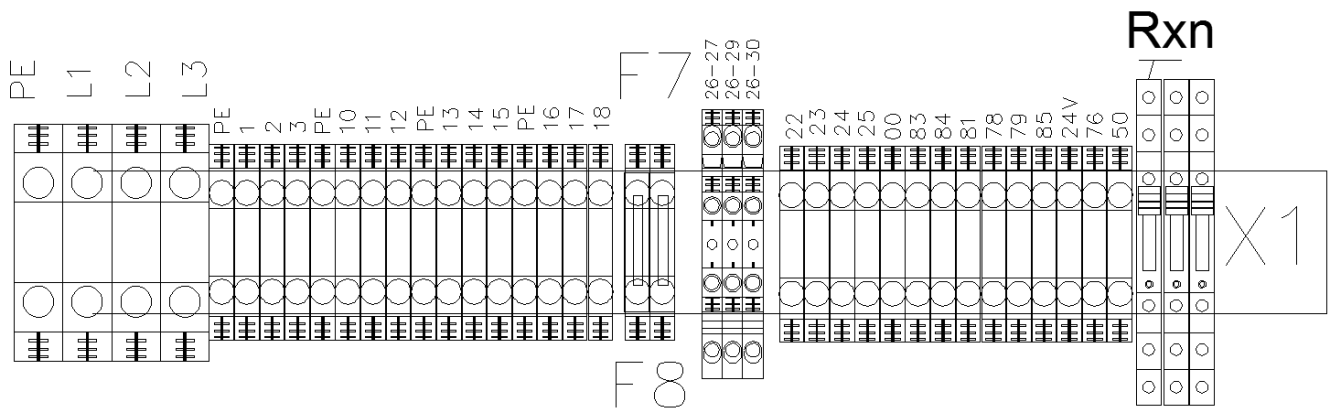 PE L1 L2 L3
PE 1 2 3 PE 10 11 12 PE 13 14 15 PE 16 17 18
F7
F8
26-27 26-29 26-30
22 23 24 25 00 83 84 81 78 79 85 24V 76 50
Rxn
X1